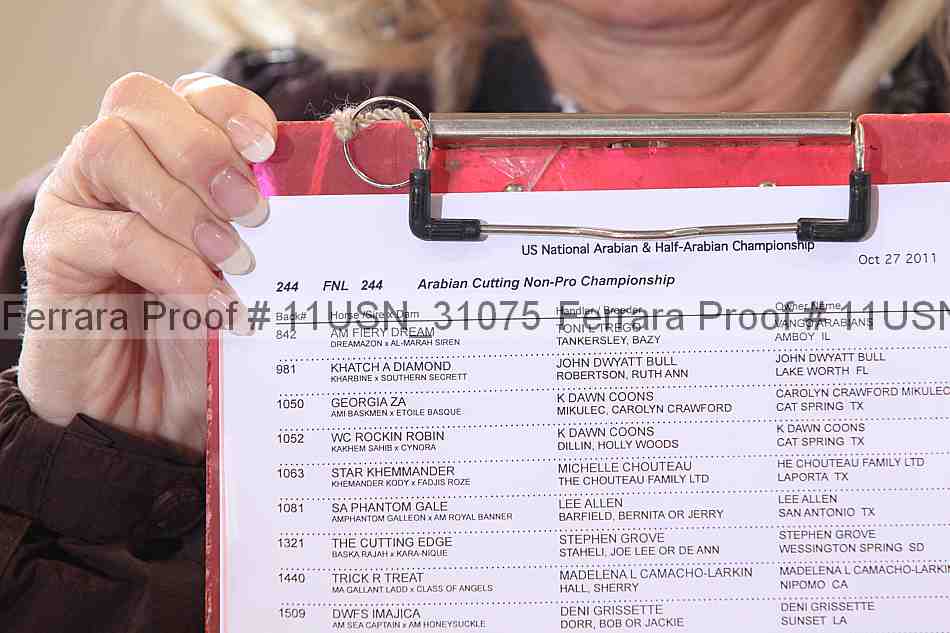 US National Arabian & Half-Arabian Championship
Oct 27 2011
244 FNL 244 Arabian Cutting Non-Pro Championship
Ferrara Proof # 11USN_31075 Ferrara Proof # 11USN
Back# Horse /Sire x Dam Handler / Breeder Owner Name
842 AM FIERY DREAM TONI CITREGO VANGO ARABIANS
DREAMAZON x AL-MARAH SIREN TANKERSLEY, BAZY AMBOY IL
981 KHATCH A DIAMOND JOHN DWYATT BULL JOHN DWYATT BULL
KHARBINE x SOUTHERN SECRETT ROBERTSON, RUTH ANN LAKE WORTH FL
1050 GEORGIA ZA K DAWN COONS CAROLYN CRAWFORD MIKULEC
AMI BASKMEN x ETOILE BASQUE MIKULEC, CAROLYN CRAWFORD CAT SPRING TX
1052 WC ROCKIN ROBIN K DAWN COONS K DAWN COONS
KAKHEM SAHIB x CYNORA DILLIN, HOLLY WOODS CAT SPRING TX
1063 STAR KHEMMANDER MICHELLE CHOUTEAU HE CHOUTEAU FAMILY LTD
KHEMANDER KODY x FADJIS ROZE THE CHOUTEAU FAMILY LTD LAPORTA TX
1081 SA PHANTOM GALE LEE ALLEN LEE ALLEN
AMPHANTOM GALLEON x AM ROYAL BANNER BARFIELD, BERNITA OR JERRY SAN ANTONIO TX
1321 THE CUTTING EDGE STEPHEN GROVE STEPHEN GROVE
BASKA RAJAH x KARA-NIQUE STAHELI, JOE LEE OR DE ANN WESSINGTON SPRING SD
1440 TRICK R TREAT MADELENA L CAMACHO-LARKIN MADELENA L CAMACHO-LARKIN
MA GALLANT LADD x CLASS OF ANGELS HALL, SHERRY NIPOMO CA
1509 DWFS IMAJICA DENI GRISSETTE DENI GRISSETTE
AM SEA CAPTAIN x AM HONEYSUCKLE DORR, BOB OR JACKIE SUNSET LA